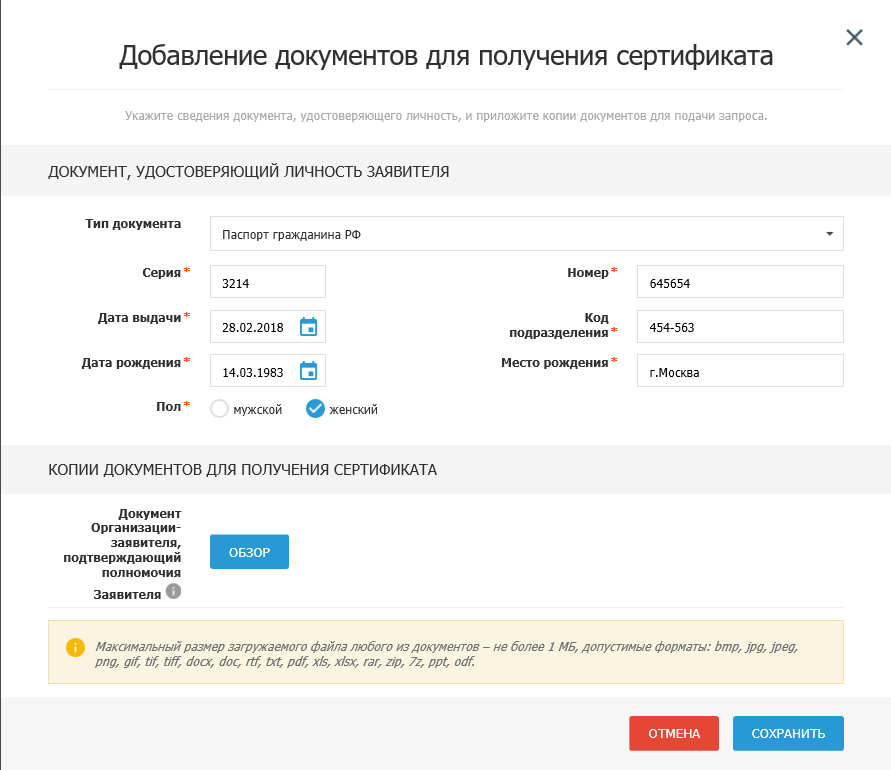 Добавление документов для получения сертификата
Укажите сведения документа, удостоверяющего личность, и приложите копии документов для подачи запроса.
ДОКУМЕНТ, УДОСТОВЕРЯЮЩИЙ ЛИЧНОСТЬ ЗАЯВИТЕЛЯ
Тип документа
Паспорт гражданина РФ
Серия*
3214
Номер*
645654
Дата выдачи*
28.02.2018
Код
подразделения*
454-563
Дата рождения*
14.03.1983
Место рождения*
г.Москва
Пол*
мужской
женский
КОПИИ ДОКУМЕНТОВ ДЛЯ ПОЛУЧЕНИЯ СЕРТИФИКАТА
Документ
Организации-
заявителя,
подтверждающий
полномочия
Заявителя
ОБЗОР
Максимальный размер загружаемого файла любого из документов – не более 1 МБ, допустимые форматы: bmp, jpg, jpeg,
png, gif, tif, tiff, docx, doc, rtf, txt, pdf, xls, xlsx, rar, zip, 7z, ppt, odf.
ОТМЕНА
СОХРАНИТЬ